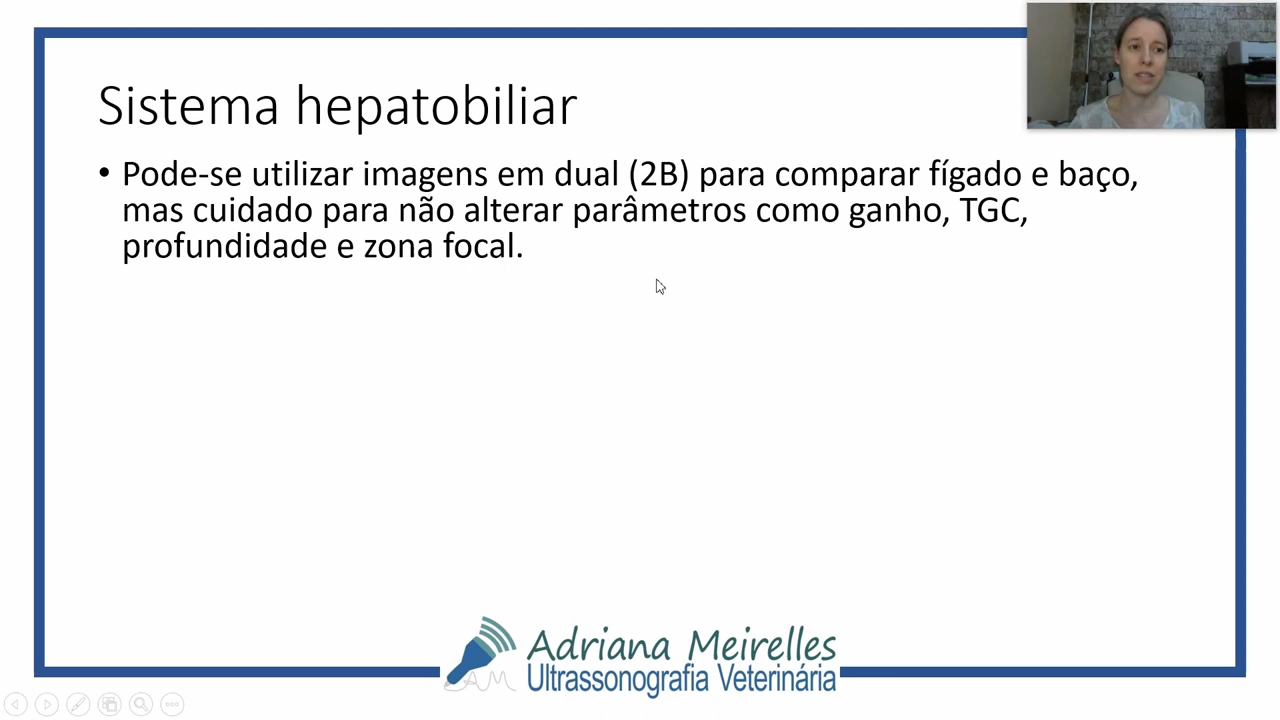 Sistema hepatobiliar
• Pode-se utilizar imagens em dual (2B) para comparar fígado e baço,
mas cuidado para não alterar parâmetros como ganho, TGC,
profundidade e zona focal.
AM
Adriana Meirelles
Ultrassonografia Veterinária